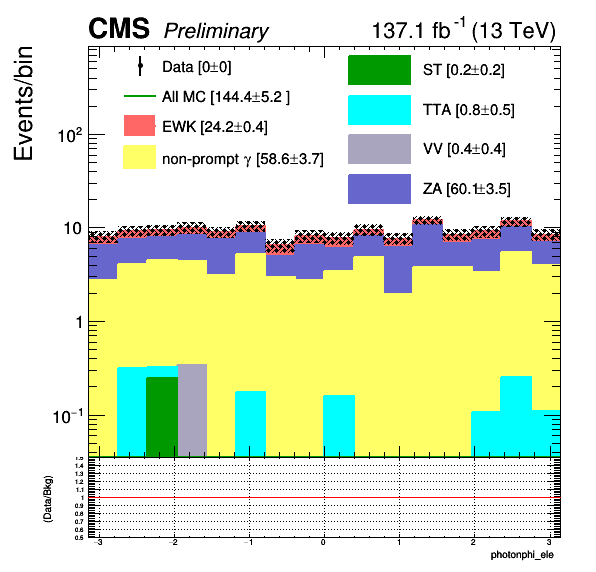 CMS Preliminary 137.1 fb⁻¹ (13 TeV)
Events/bin
Data [0±0]
All MC [144.4±5.2 ]
EWK [24.2±0.4]
non-prompt γ [58.6±3.7]
ST [0.2±0.2]
TTA [0.8±0.5]
VV [0.4±0.4]
ZA [60.1±3.5]
10²
10
1
10⁻¹
(Data/Bkg)
1.5
1.4
1.3
1.2
1.1
1
0.9
0.8
0.7
0.6
0.5
−3 −2 −1 0 1 2 3
photonphi_ele